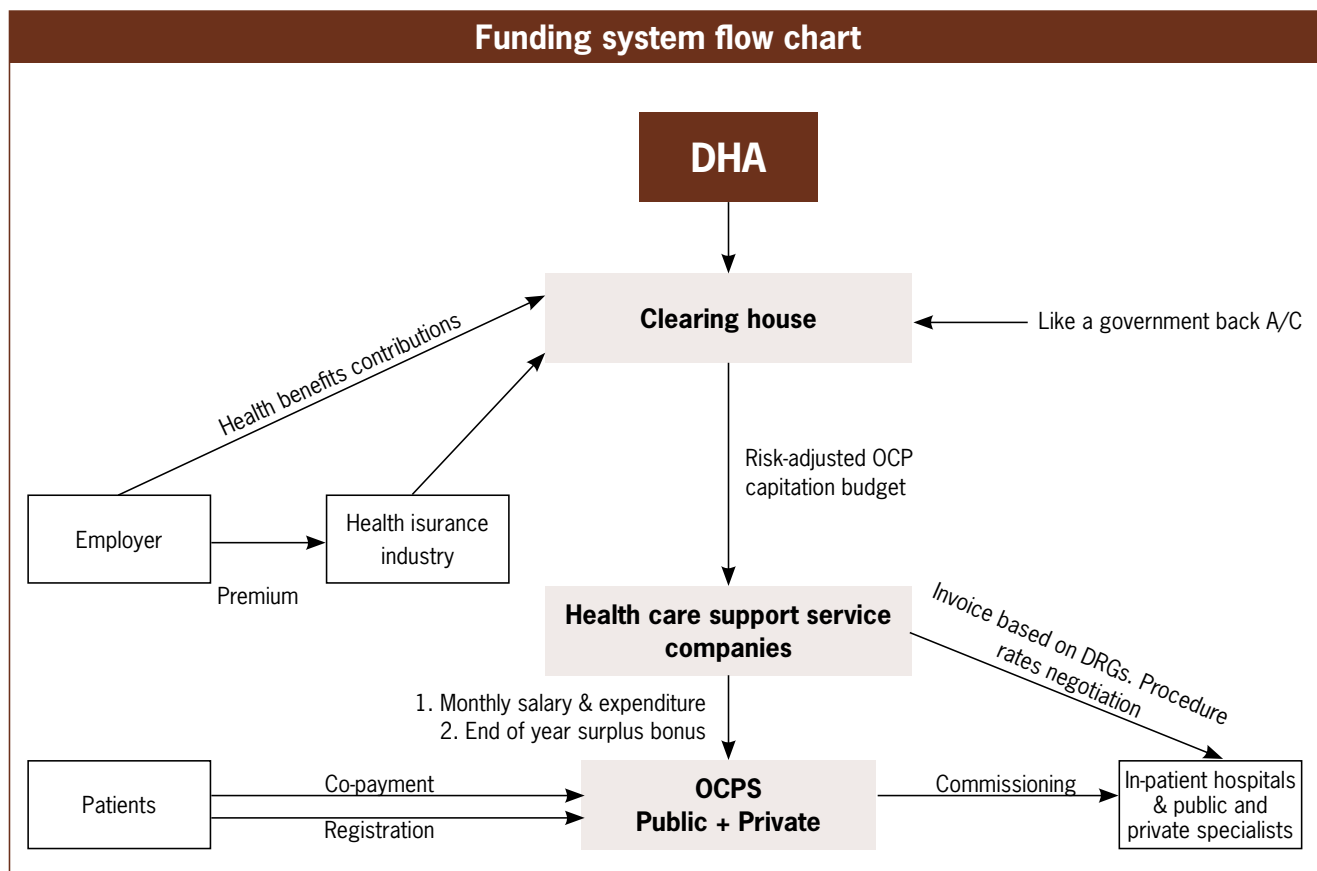 Funding system flow chart
DHA
Clearing house
Like a government back A/C
Health benefits contributions
Risk-adjusted OCP
capitation budget
Employer
Premium
Health isurance
industry
Health care support service
companies
Invoice based on DRGs. Procedure
rates negotiation
1. Monthly salary & expenditure
2. End of year surplus bonus
Patients
Co-payment
Registration
OCPS
Public + Private
Commissioning
In-patient hospitals
& public and
private specialists